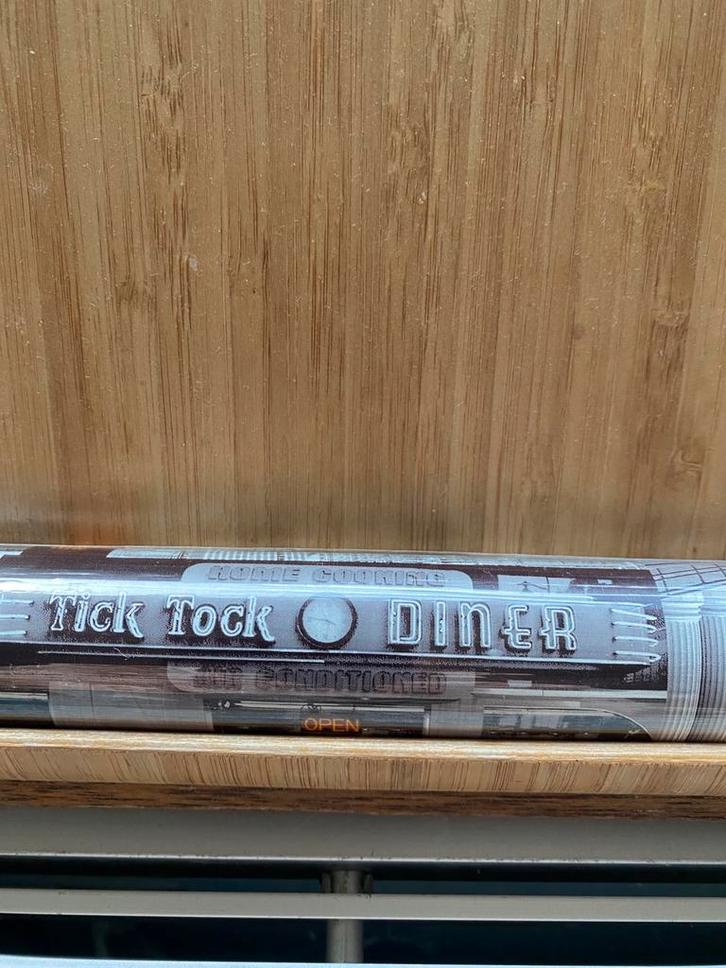 HOME COOKING
Tick Tock DINER
AIR CONDITIONED
OPEN